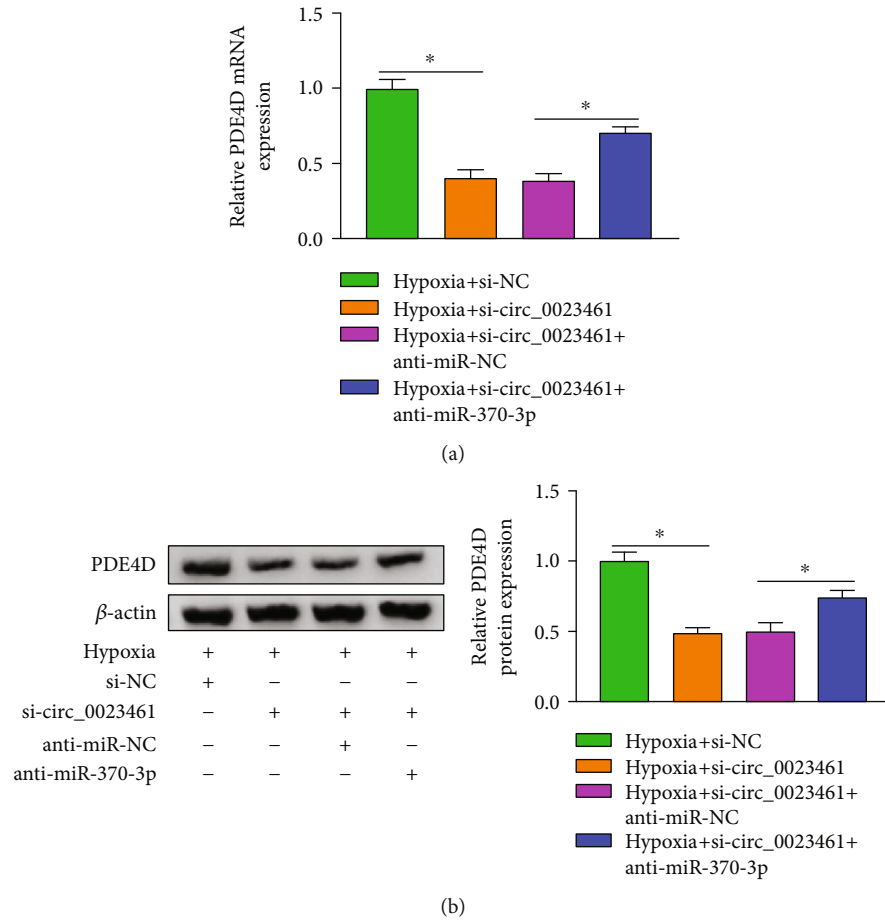 1.5
1.0
0.5
0.0
Relative PDE4D mRNA
expression
*
*
Hypoxia+si-NC
Hypoxia+si-circ_0023461
Hypoxia+si-circ_0023461+
anti-miR-NC
Hypoxia+si-circ_0023461+
anti-miR-370-3p
(a)
PDE4D
β-actin
Hypoxia + + + +
si-NC + – – –
si-circ_0023461 – + + +
anti-miR-NC – – + –
anti-miR-370-3p – – – +
1.5
1.0
0.5
0.0
Relative PDE4D
protein expression
*
*
Hypoxia+si-NC
Hypoxia+si-circ_0023461
Hypoxia+si-circ_0023461+
anti-miR-NC
Hypoxia+si-circ_0023461+
anti-miR-370-3p
(b)